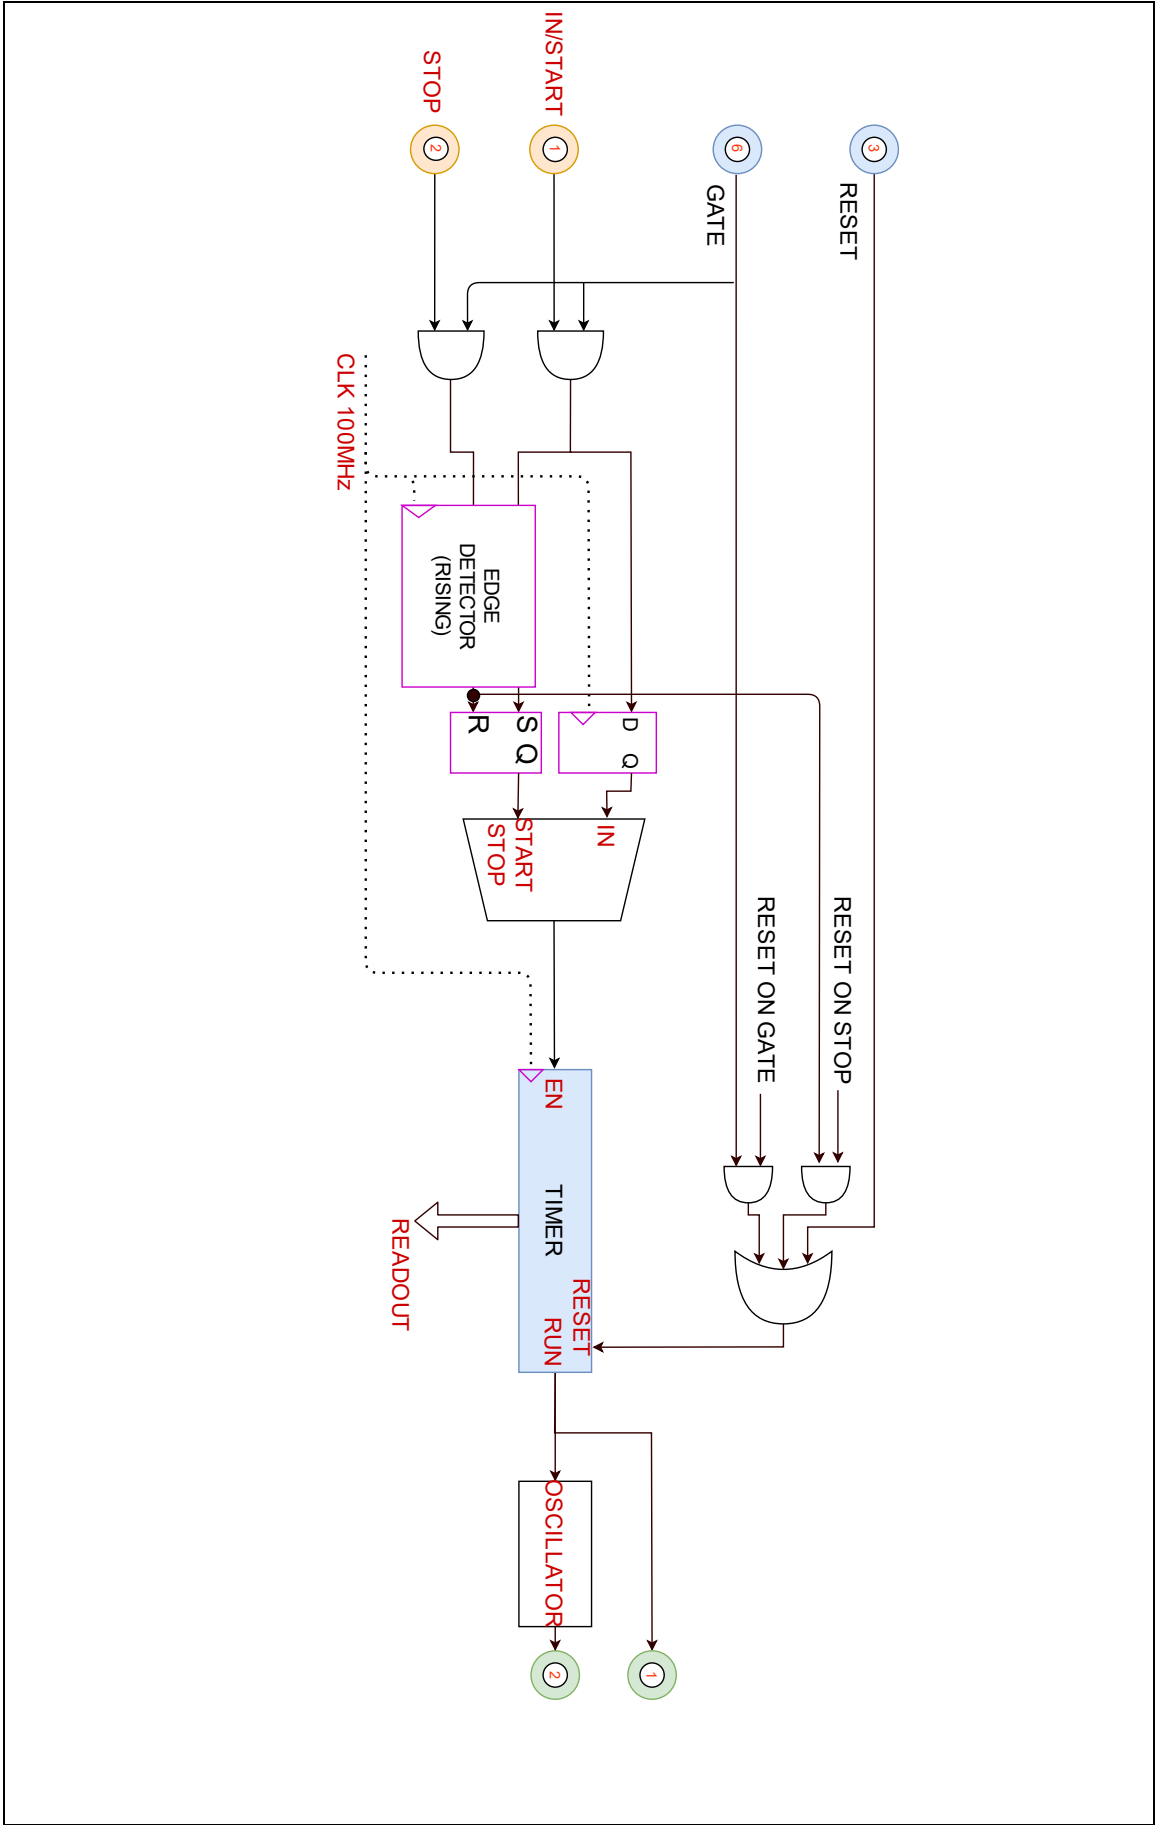 3
RESET
6
GATE
IN/START
1
STOP
2
CLK 100MHz
EDGE
DETECTOR
(RISING)
D Q
S Q
R
IN
START
STOP
RESET ON STOP
RESET ON GATE
EN
TIMER
RESET
RUN
READOUT
OSCILLATOR
1
2